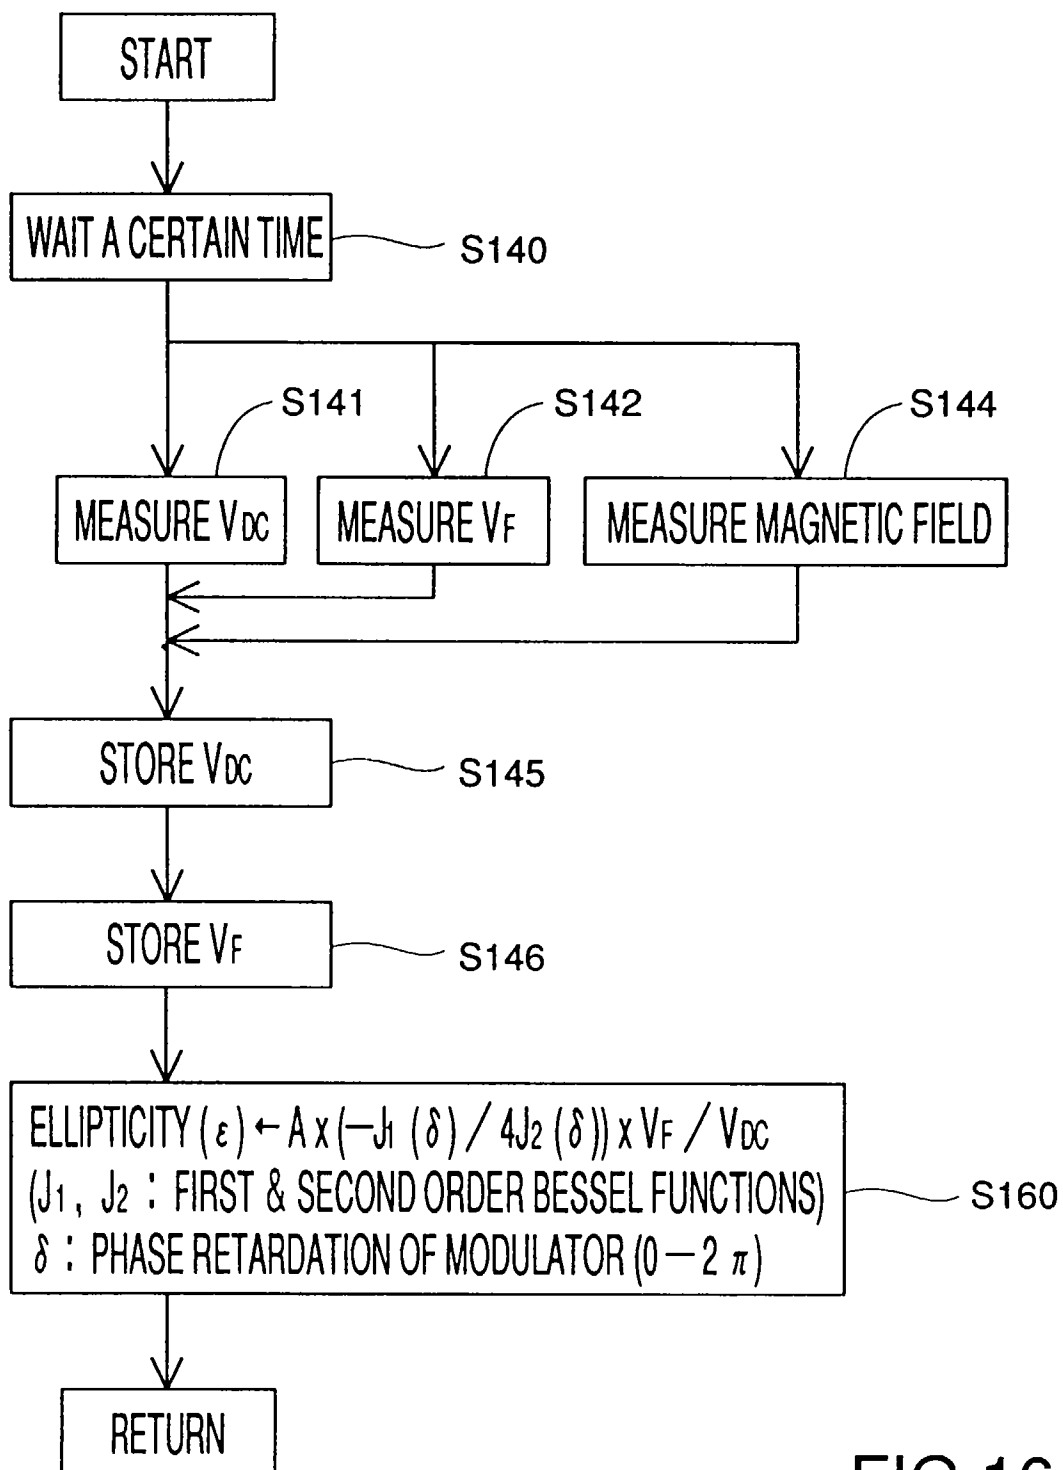 START
WAIT A CERTAIN TIME
S140
S141
S142
S144
MEASURE VDC
MEASURE VF
MEASURE MAGNETIC FIELD
STORE VDC
S145
STORE VF
S146
ELLIPTICITY (ε) ← A x (−J1 (δ) / 4J2 (δ)) x VF / VDC
(J1, J2 : FIRST & SECOND ORDER BESSEL FUNCTIONS)
δ : PHASE RETARDATION OF MODULATOR (0 − 2 π)
S160
RETURN